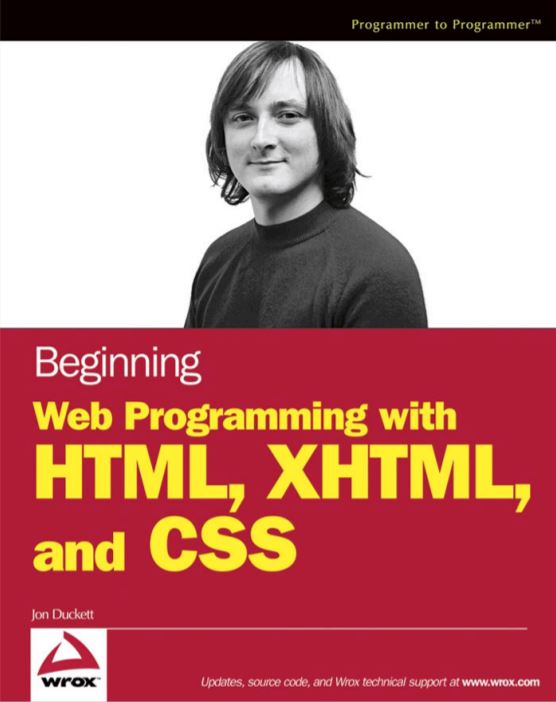 Programmer to Programmer™
Beginning
Web Programming with
HTML, XHTML,
and CSS
Jon Duckett
wrox™
Updates, source code, and Wrox technical support at www.wrox.com